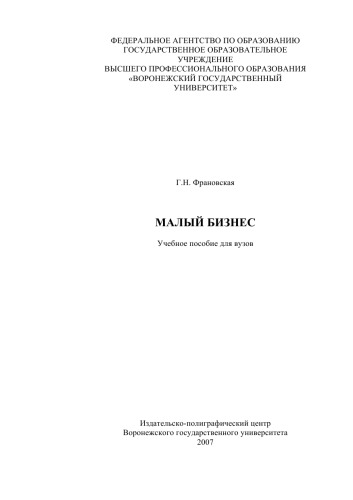 ФЕДЕРАЛЬНОЕ АГЕНТСТВО ПО ОБРАЗОВАНИЮ
ГОСУДАРСТВЕННОЕ ОБРАЗОВАТЕЛЬНОЕ
УЧРЕЖДЕНИЕ
ВЫСШЕГО ПРОФЕССИОНАЛЬНОГО ОБРАЗОВАНИЯ
«ВОРОНЕЖСКИЙ ГОСУДАРСТВЕННЫЙ
УНИВЕРСИТЕТ»
Г.Н. Франовская
МАЛЫЙ БИЗНЕС
Учебное пособие для вузов
Издательско-полиграфический центр
Воронежского государственного университета
2007